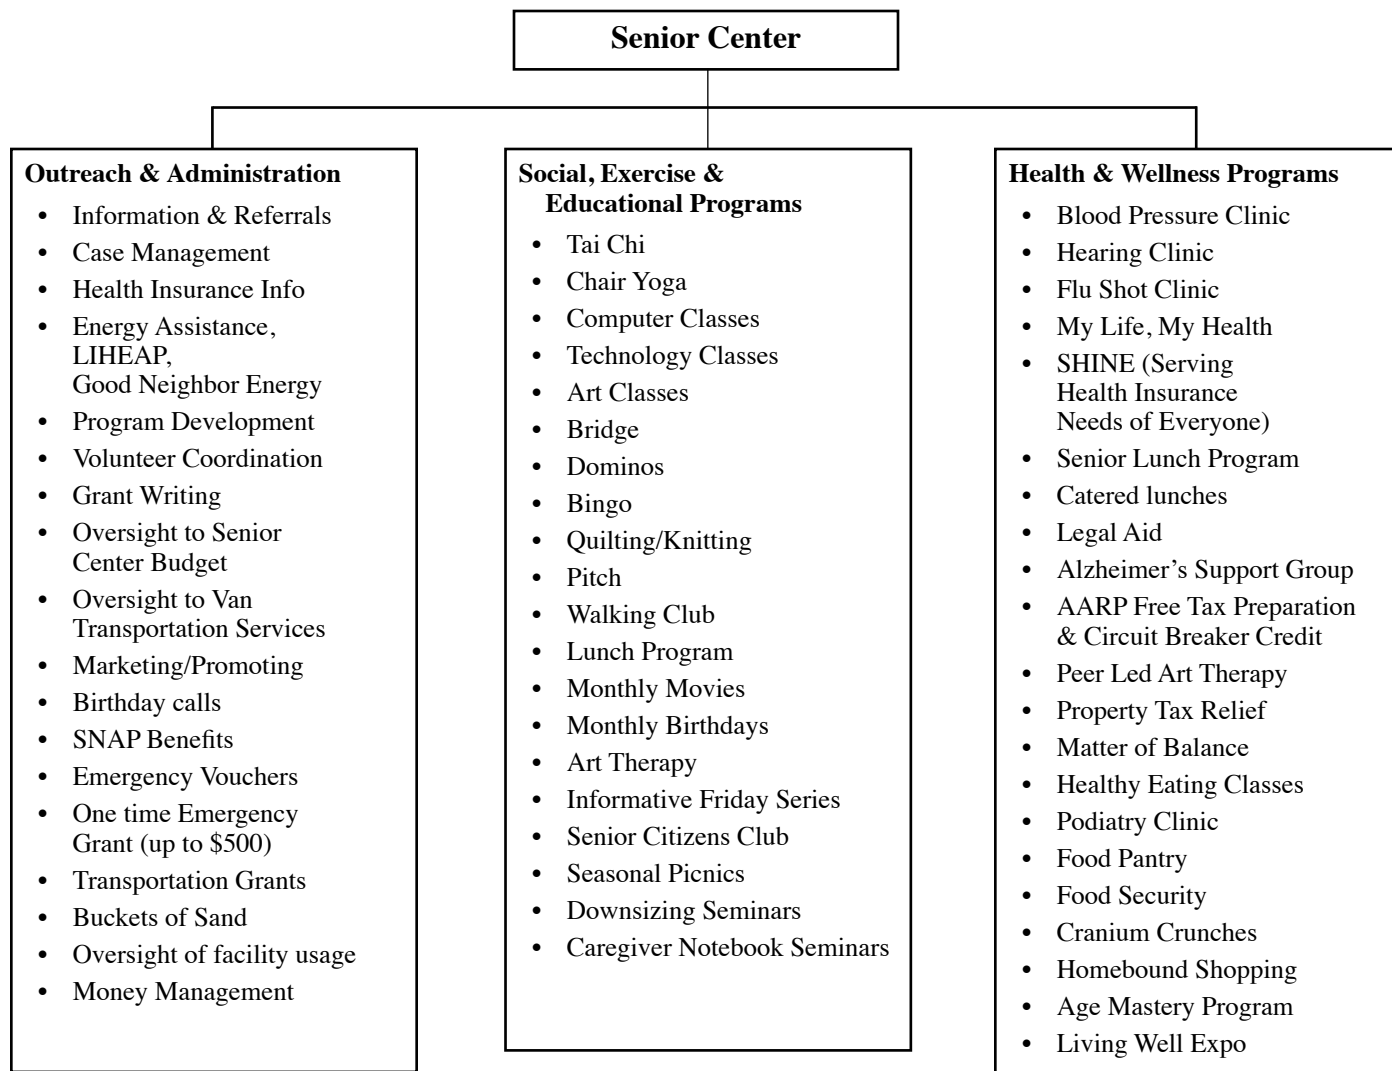 Senior Center
Outreach & Administration
• Information & Referrals
• Case Management
• Health Insurance Info
• Energy Assistance,
LIHEAP,
Good Neighbor Energy
• Program Development
• Volunteer Coordination
• Grant Writing
• Oversight to Senior
Center Budget
• Oversight to Van
Transportation Services
• Marketing/Promoting
• Birthday calls
• SNAP Benefits
• Emergency Vouchers
• One time Emergency
Grant (up to $500)
• Transportation Grants
• Buckets of Sand
• Oversight of facility usage
• Money Management
Social, Exercise &
Educational Programs
• Tai Chi
• Chair Yoga
• Computer Classes
• Technology Classes
• Art Classes
• Bridge
• Dominos
• Bingo
• Quilting/Knitting
• Pitch
• Walking Club
• Lunch Program
• Monthly Movies
• Monthly Birthdays
• Art Therapy
• Informative Friday Series
• Senior Citizens Club
• Seasonal Picnics
• Downsizing Seminars
• Caregiver Notebook Seminars
Health & Wellness Programs
• Blood Pressure Clinic
• Hearing Clinic
• Flu Shot Clinic
• My Life, My Health
• SHINE (Serving
Health Insurance
Needs of Everyone)
• Senior Lunch Program
• Catered lunches
• Legal Aid
• Alzheimer’s Support Group
• AARP Free Tax Preparation
& Circuit Breaker Credit
• Peer Led Art Therapy
• Property Tax Relief
• Matter of Balance
• Healthy Eating Classes
• Podiatry Clinic
• Food Pantry
• Food Security
• Cranium Crunches
• Homebound Shopping
• Age Mastery Program
• Living Well Expo